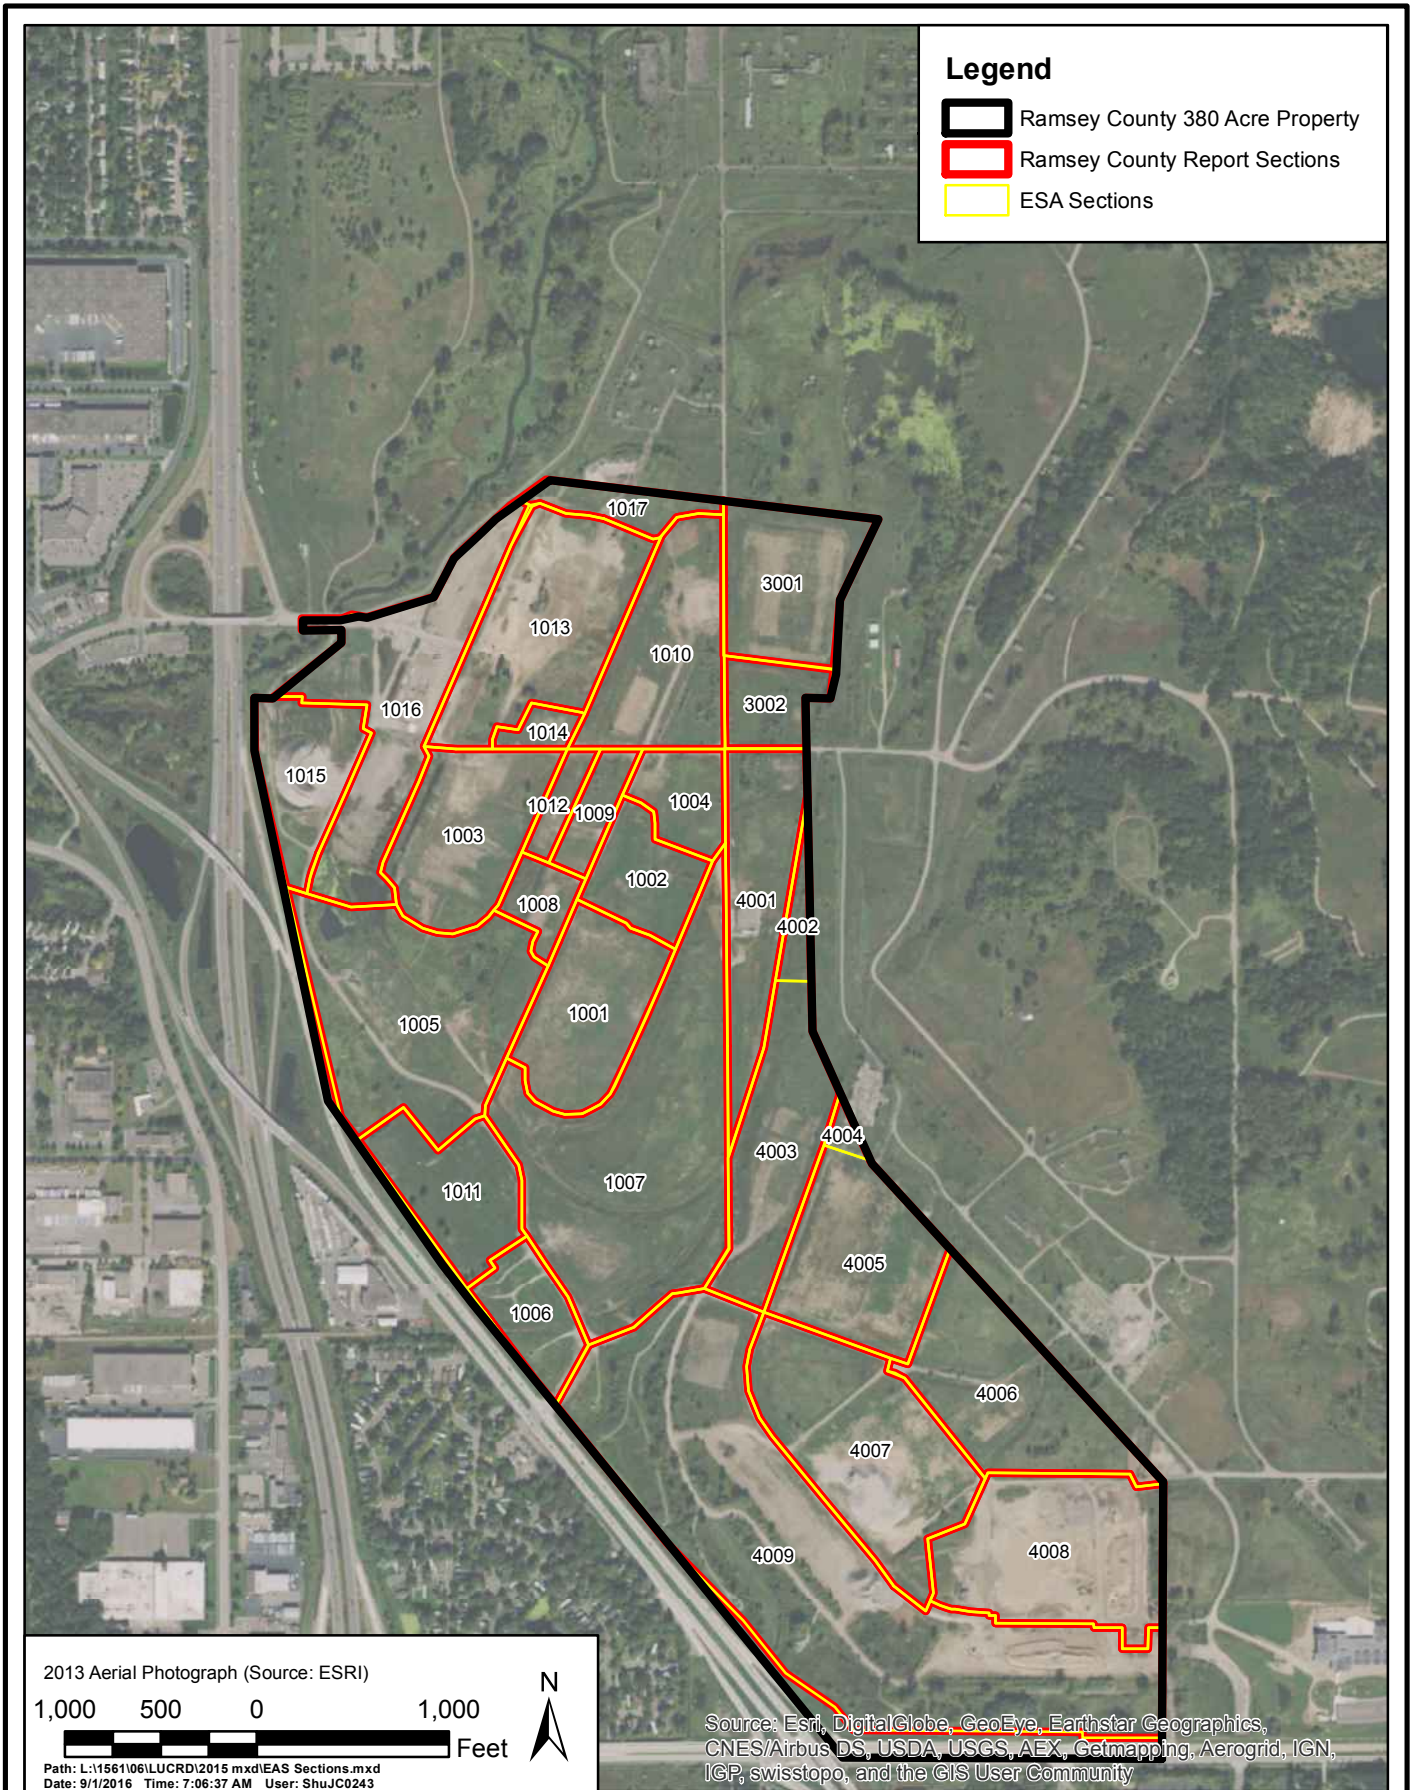 Legend
Ramsey County 380 Acre Property
Ramsey County Report Sections
ESA Sections
1017
3001
1013
1010
3002
1016
1014
1015
1004
1012
1009
1003
1002
4001
1008
4002
1001
1005
4004
4003
1007
1011
4005
1006
4006
4007
4008
4009
2013 Aerial Photograph (Source: ESRI)
1,000 500 0 1,000
Feet
N
Path: L:\1561\06\LUCRD\2015 mxd\EAS Sections.mxd
Date: 9/1/2016 Time: 7:06:37 AM User: ShuJC0243
Source: Esri, DigitalGlobe, GeoEye, Earthstar Geographics,
CNES/Airbus DS, USDA, USGS, AEX, Getmapping, Aerogrid, IGN,
IGP, swisstopo, and the GIS User Community